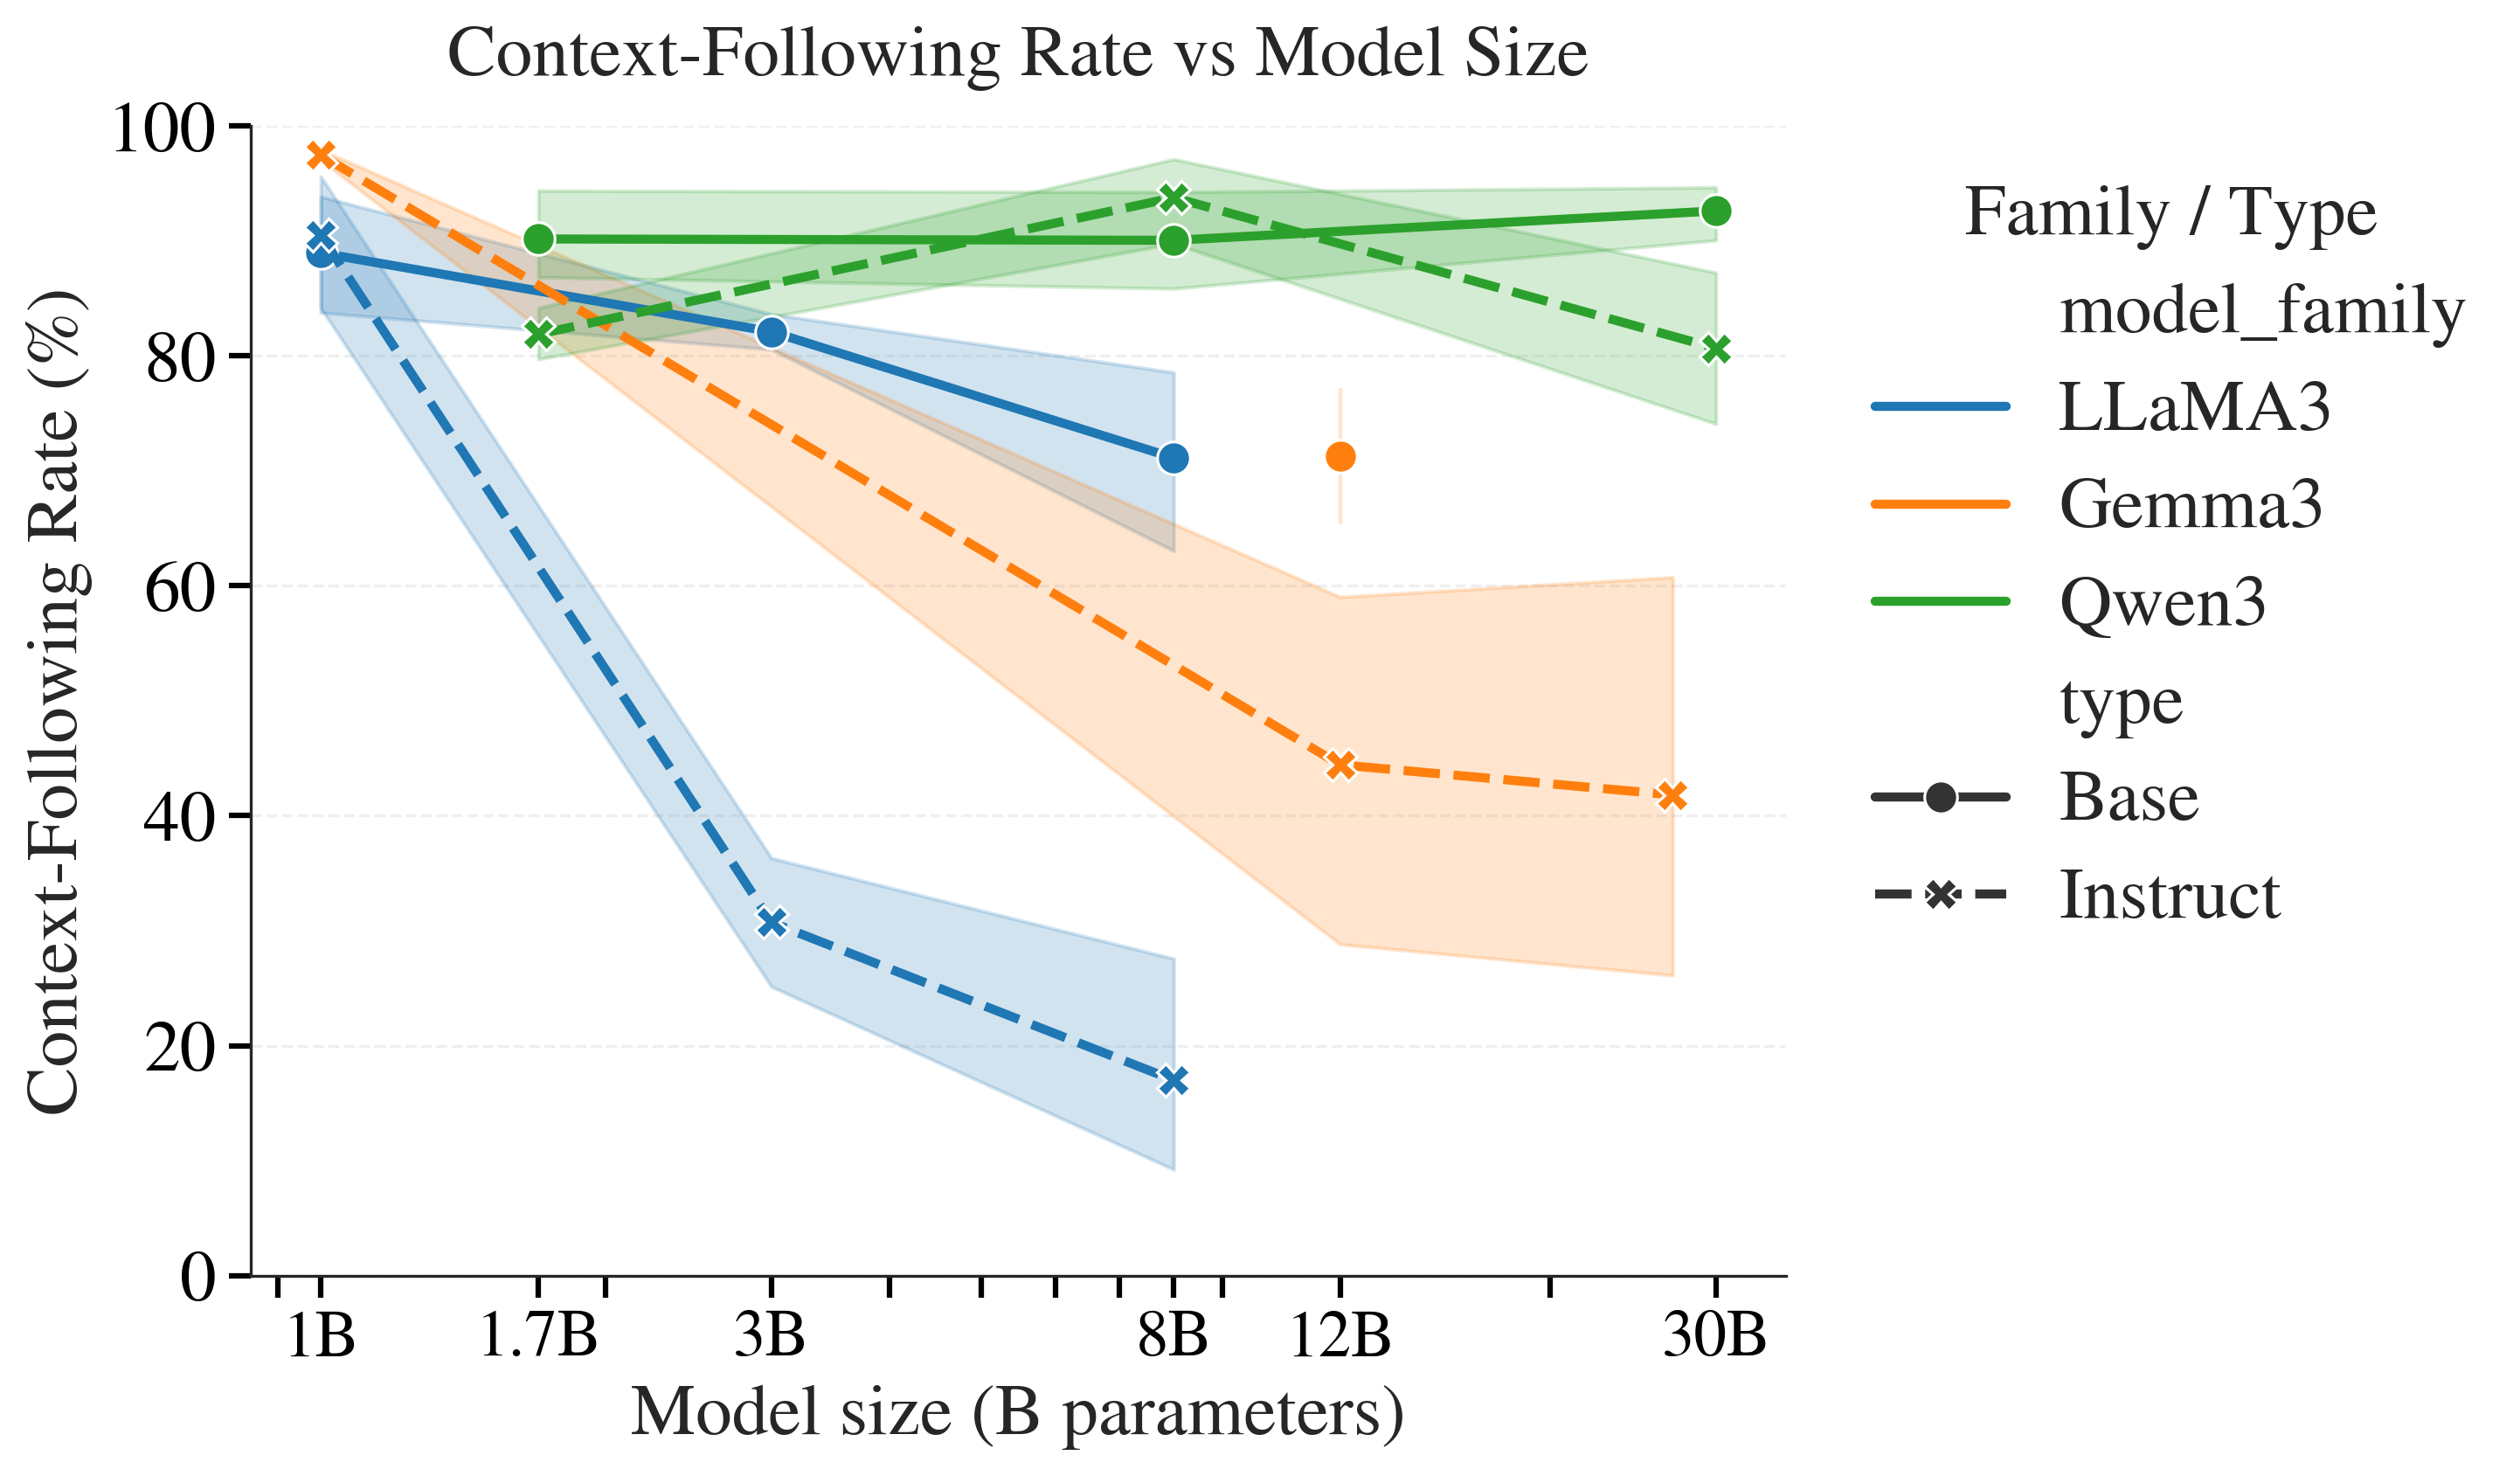 Context-Following Rate vs Model Size
Context-Following Rate (%)
100
80
60
40
20
0
1B 1.7B 3B 8B 12B 30B
Model size (B parameters)
Family / Type
model_family
LLaMA3
Gemma3
Qwen3
type
Base
Instruct